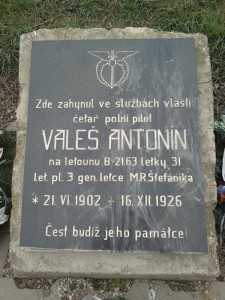 Zde zahynul ve službách vlasti
četař polní pilot
VALEŠ ANTONÍN
na letounu B-21.63 letky 31
let. pl. 3 gen. letce M.R.Štefánika
* 21. VI. 1902 ÷ 16. XII. 1926
Čest budiž jeho památce